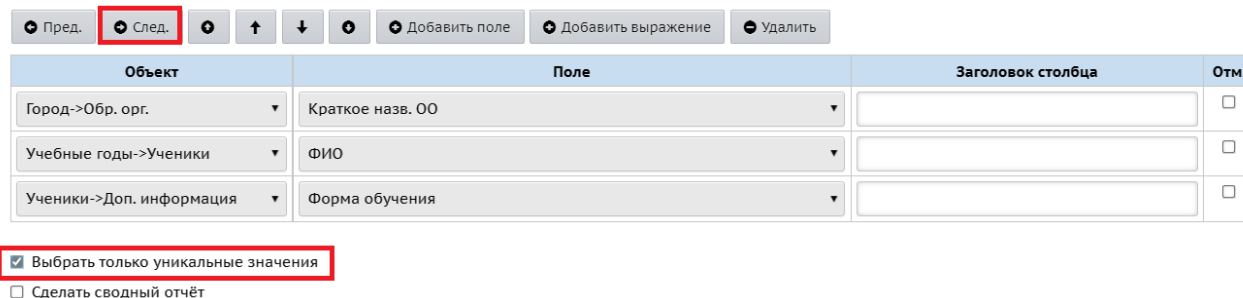 Пред. След. Добавить поле Добавить выражение Удалить
Объект Поле Заголовок столбца Отм
Город->Обр. орг. Краткое назв. ОО
Учебные годы->Ученики ФИО
Ученики->Доп. информация Форма обучения
Выбрать только уникальные значения
Сделать сводный отчёт